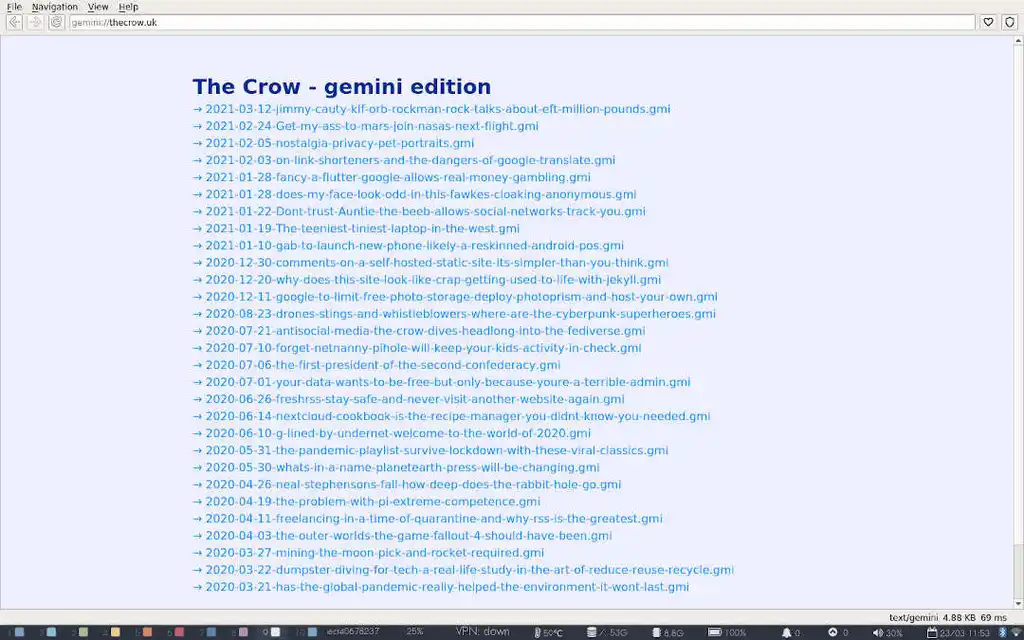 File Navigation View Help
gemini://thecrow.uk
The Crow - gemini edition
→ 2021-03-12-jimmy-cauty-klf-orb-rockman-rock-talks-about-eft-million-pounds.gmi
→ 2021-02-24-Get-my-ass-to-mars-join-nasas-next-flight.gmi
→ 2021-02-05-nostalgia-privacy-pet-portraits.gmi
→ 2021-02-03-on-link-shorteners-and-the-dangers-of-google-translate.gmi
→ 2021-01-28-fancy-a-flutter-google-allows-real-money-gambling.gmi
→ 2021-01-28-does-my-face-look-odd-in-this-fawkes-cloaking-anonymous.gmi
→ 2021-01-22-Dont-trust-Auntie-the-beeb-allows-social-networks-track-you.gmi
→ 2021-01-19-The-teeniest-tiniest-laptop-in-the-west.gmi
→ 2021-01-10-gab-to-launch-new-phone-likely-a-reskinned-android-pos.gmi
→ 2020-12-30-comments-on-a-self-hosted-static-site-its-simpler-than-you-think.gmi
→ 2020-12-20-why-does-this-site-look-like-crap-getting-used-to-life-with-jekyll.gmi
→ 2020-12-11-google-to-limit-free-photo-storage-deploy-photoprism-and-host-your-own.gmi
→ 2020-08-23-drones-stings-and-whistleblowers-where-are-the-cyberpunk-superheroes.gmi
→ 2020-07-21-antisocial-media-the-crow-dives-headlong-into-the-fediverse.gmi
→ 2020-07-10-forget-netnanny-pihole-will-keep-your-kids-activity-in-check.gmi
→ 2020-07-06-the-first-president-of-the-second-confederacy.gmi
→ 2020-07-01-your-data-wants-to-be-free-but-only-because-youre-a-terrible-admin.gmi
→ 2020-06-26-freshrss-stay-safe-and-never-visit-another-website-again.gmi
→ 2020-06-14-nextcloud-cookbook-is-the-recipe-manager-you-didnt-know-you-needed.gmi
→ 2020-06-10-g-lined-by-undernet-welcome-to-the-world-of-2020.gmi
→ 2020-05-31-the-pandemic-playlist-survive-lockdown-with-these-viral-classics.gmi
→ 2020-05-30-whats-in-a-name-planetearth-press-will-be-changing.gmi
→ 2020-04-26-neal-stephensons-fall-how-deep-does-the-rabbit-hole-go.gmi
→ 2020-04-19-the-problem-with-pi-extreme-competence.gmi
→ 2020-04-11-freelancing-in-a-time-of-quarantine-and-why-rss-is-the-greatest.gmi
→ 2020-04-03-the-outer-worlds-the-game-fallout-4-should-have-been.gmi
→ 2020-03-27-mining-the-moon-pick-and-rocket-required.gmi
→ 2020-03-22-dumpster-diving-for-tech-a-real-life-study-in-the-art-of-reduce-reuse-recycle.gmi
→ 2020-03-21-has-the-global-pandemic-really-helped-the-environment-it-wont-last.gmi
text/gemini 4.88 KB 69 ms
25% VPN: down 50°C 100% 0 0 30% 11:53